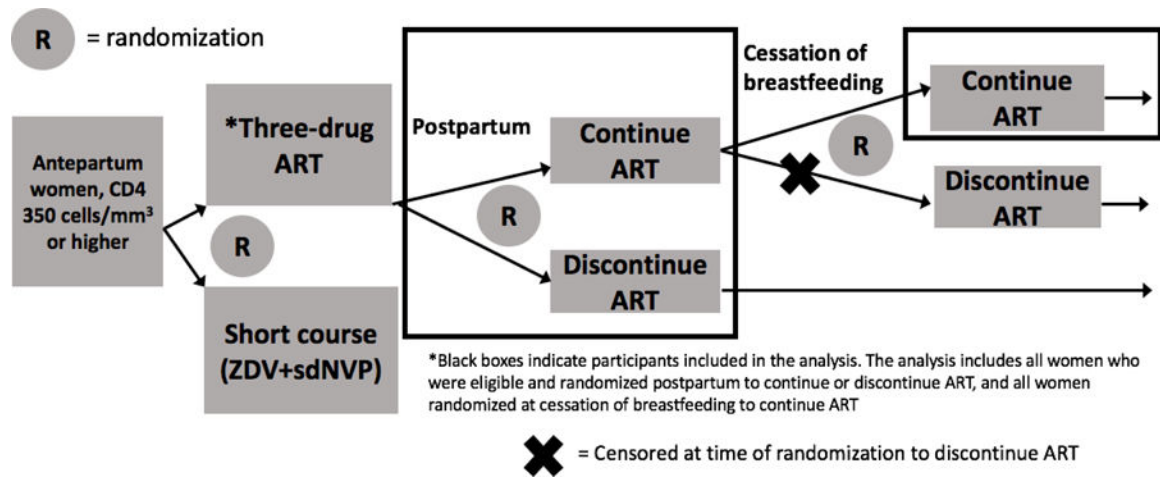 R
= randomization
Antepartum
women, CD4
350 cells/mm³
or higher
R
*Three-drug
ART
Short course
(ZDV+sdNVP)
Postpartum
R
Continue
ART
Discontinue
ART
Cessation of
breastfeeding
R
Continue
ART
Discontinue
ART
*Black boxes indicate participants included in the analysis. The analysis includes all women who
were eligible and randomized postpartum to continue or discontinue ART, and all women
randomized at cessation of breastfeeding to continue ART
= Censored at time of randomization to discontinue ART